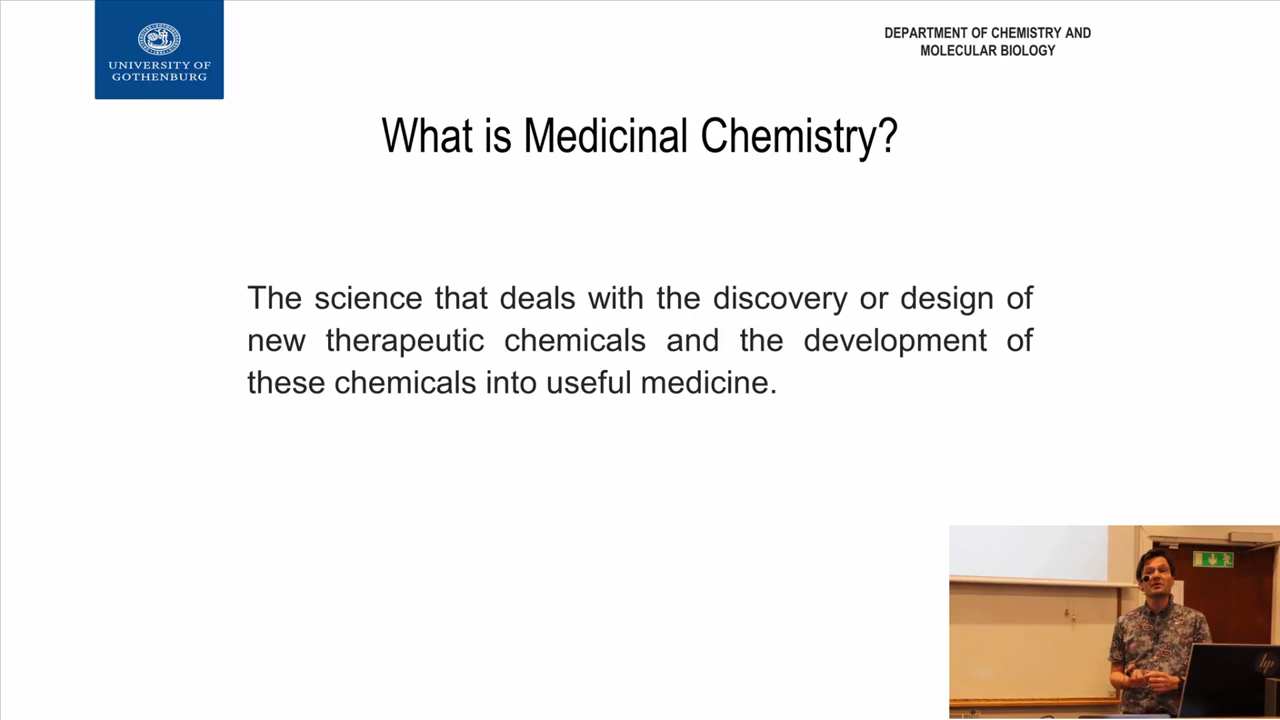 UNIVERSITY OF
GOTHENBURG
DEPARTMENT OF CHEMISTRY AND
MOLECULAR BIOLOGY
What is Medicinal Chemistry?
The science that deals with the discovery or design of
new therapeutic chemicals and the development of
these chemicals into useful medicine.
hp